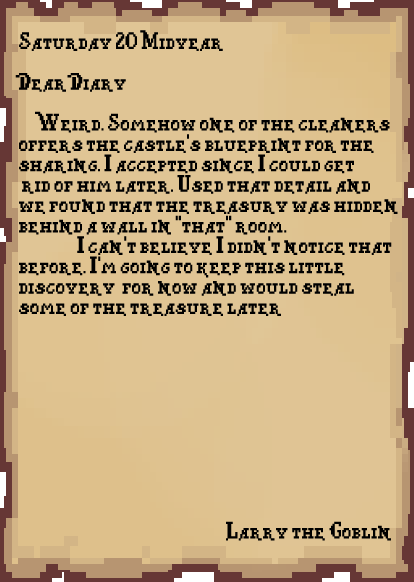 Saturday 20 Midyear
Dear Diary
Weird. Somehow one of the cleaners
offers the castle's blueprint for the
sharing. I accepted since I could get
rid of him later. Used that detail and
we found that the treasury was hidden
behind a wall in "that" room.
I can't believe I didn't notice that
before. I'm going to keep this little
discovery for now and would steal
some of the treasure later
Larry the Goblin